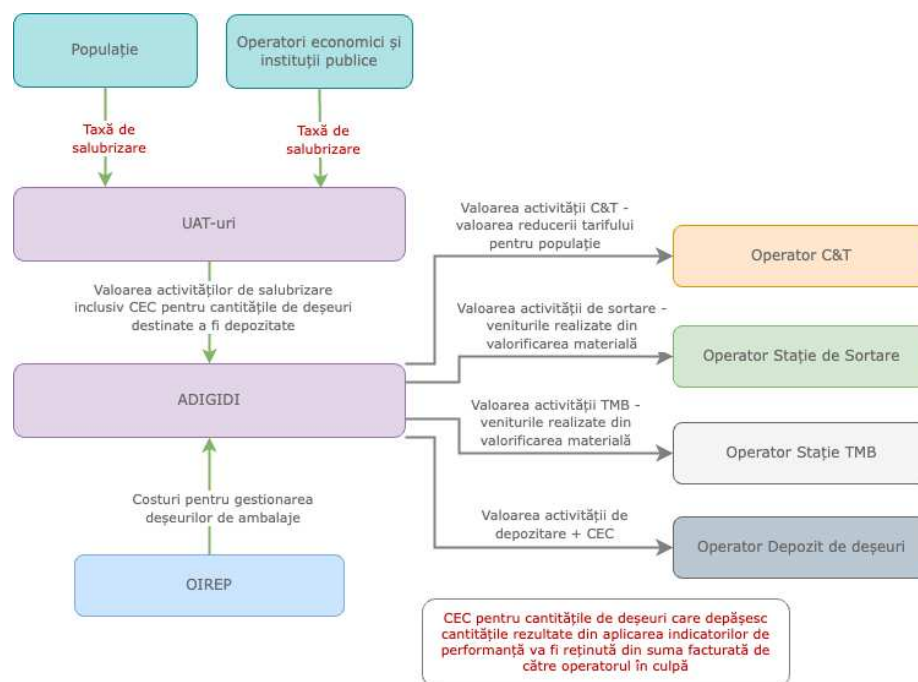 Populație
Operatori economici și
instituții publice
Taxă de
salubrizare
Taxă de
salubrizare
UAT-uri
Valoarea activităților de salubrizare
inclusiv CEC pentru cantitățile de deșeuri
destinate a fi depozitate
ADIGIDI
Costuri pentru gestionarea
deșeurilor de ambalaje
OIREP
Valoarea activității C&T -
valoarea reducerii tarifului
pentru populație
Operator C&T
Valoarea activității de sortare -
veniturile realizate din
valorificarea materială
Operator Stație de Sortare
Valoarea activității TMB -
veniturile realizate din
valorificarea materială
Operator Stație TMB
Valoarea activității de
depozitare + CEC
Operator Depozit de deșeuri
CEC pentru cantitățile de deșeuri care depășesc
cantitățile rezultate din aplicarea indicatorilor de
performanță va fi reținută din suma facturată de
către operatorul în culpă